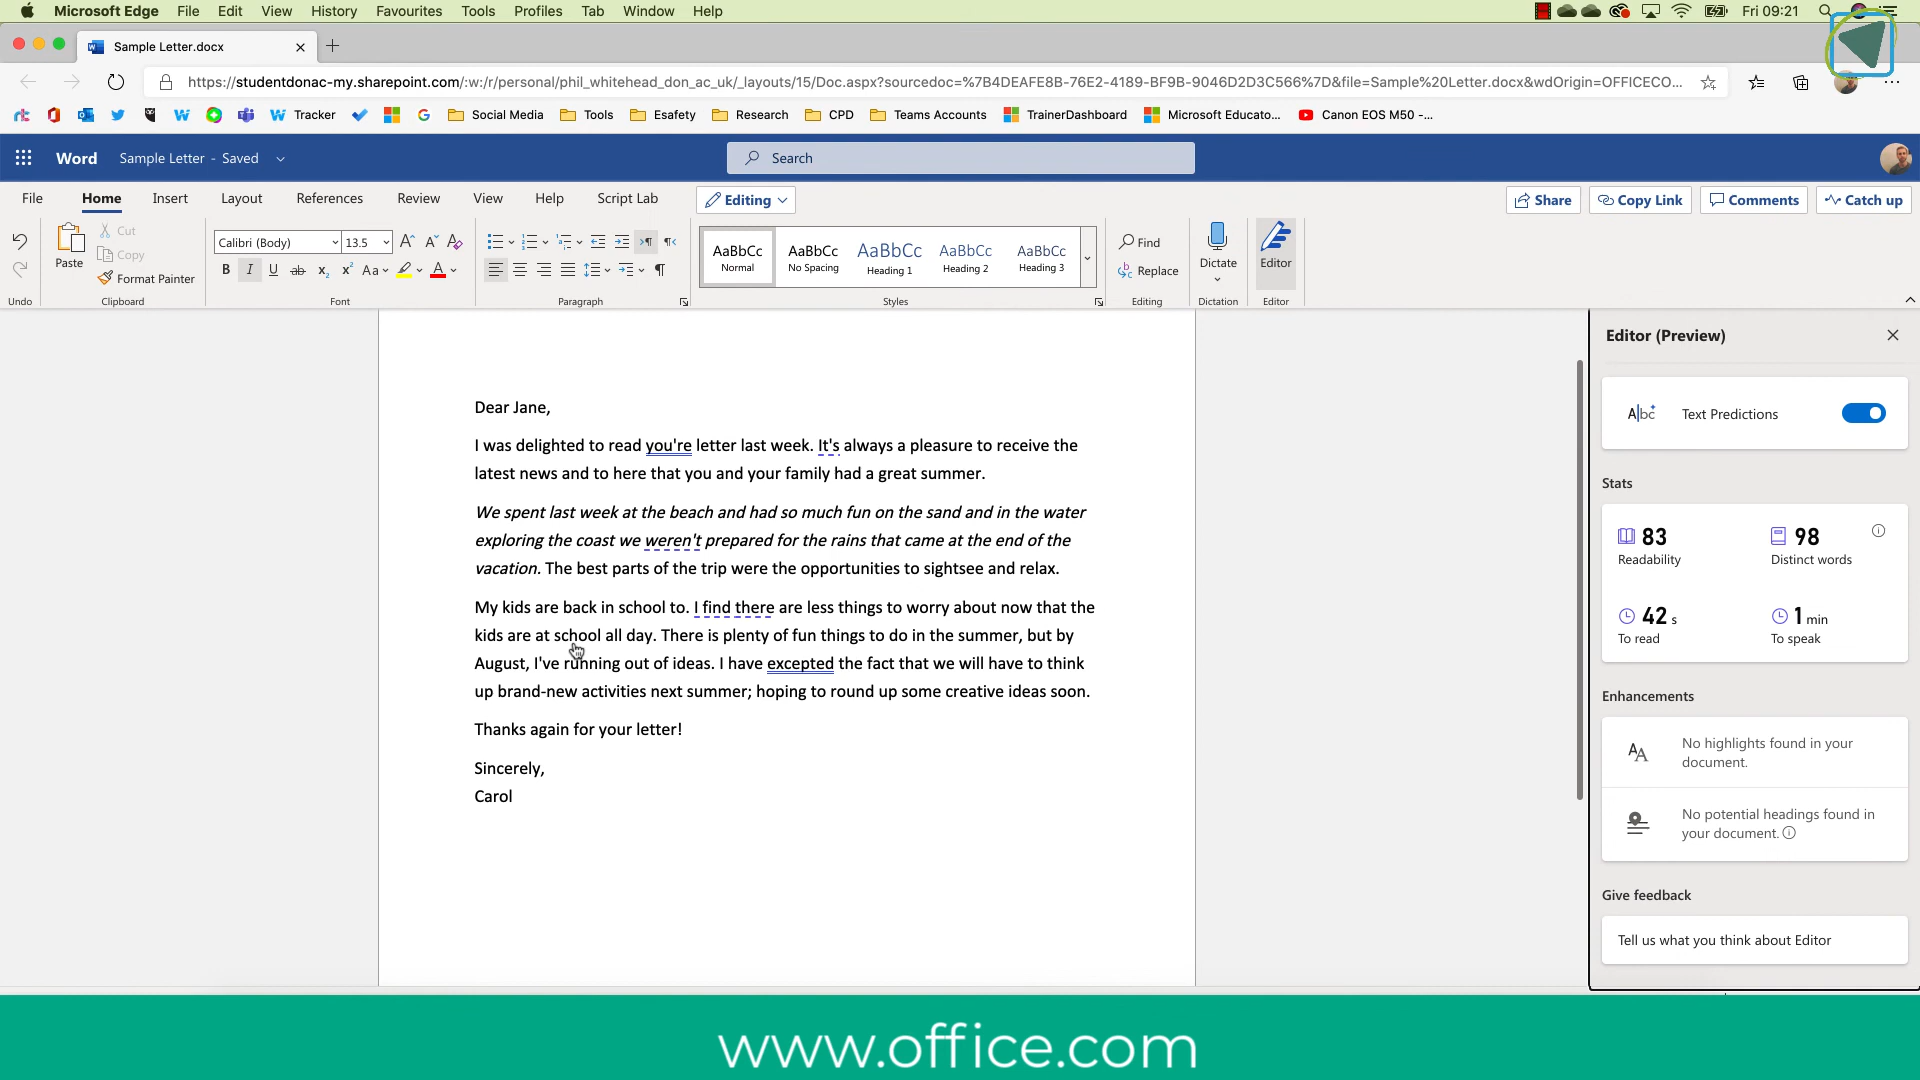 Microsoft Edge File Edit View History Favourites Tools Profiles Tab Window Help Fri 09:21
Sample Letter.docx
https://studentdonac-my.sharepoint.com/:w:/r/personal/phil_whitehead_don_ac_uk/_layouts/15/Doc.aspx?sourcedoc=%7B4DEAFE8B-76E2-4189-BF9B-9046D2D3C566%7D&file=Sample%20Letter.docx&wdOrigin=OFFICECO...
Tracker Social Media Tools Esafety Research CPD Teams Accounts TrainerDashboard Microsoft Educato... Canon EOS M50 -...
Word Sample Letter - Saved Search
File Home Insert Layout References Review View Help Script Lab Editing Share Copy Link Comments Catch up
Paste Cut Copy Format Painter
Calibri (Body) 13.5
AaBbCc Normal AaBbCc No Spacing AaBbCc Heading 1 AaBbCc Heading 2 AaBbCc Heading 3
Find Replace Dictate Editor
Undo Clipboard Font Paragraph Styles Editing Dictation Editor
Dear Jane,
I was delighted to read you're letter last week. It's always a pleasure to receive the
latest news and to here that you and your family had a great summer.
We spent last week at the beach and had so much fun on the sand and in the water
exploring the coast we weren't prepared for the rains that came at the end of the
vacation. The best parts of the trip were the opportunities to sightsee and relax.
My kids are back in school to. I find there are less things to worry about now that the
kids are at school all day. There is plenty of fun things to do in the summer, but by
August, I've running out of ideas. I have excepted the fact that we will have to think
up brand-new activities next summer; hoping to round up some creative ideas soon.
Thanks again for your letter!
Sincerely,
Carol
Editor (Preview)
Text Predictions
Stats
83 98
Readability Distinct words
42 s 1 min
To read To speak
Enhancements
No highlights found in your
document.
No potential headings found in
your document.
Give feedback
Tell us what you think about Editor
www.office.com